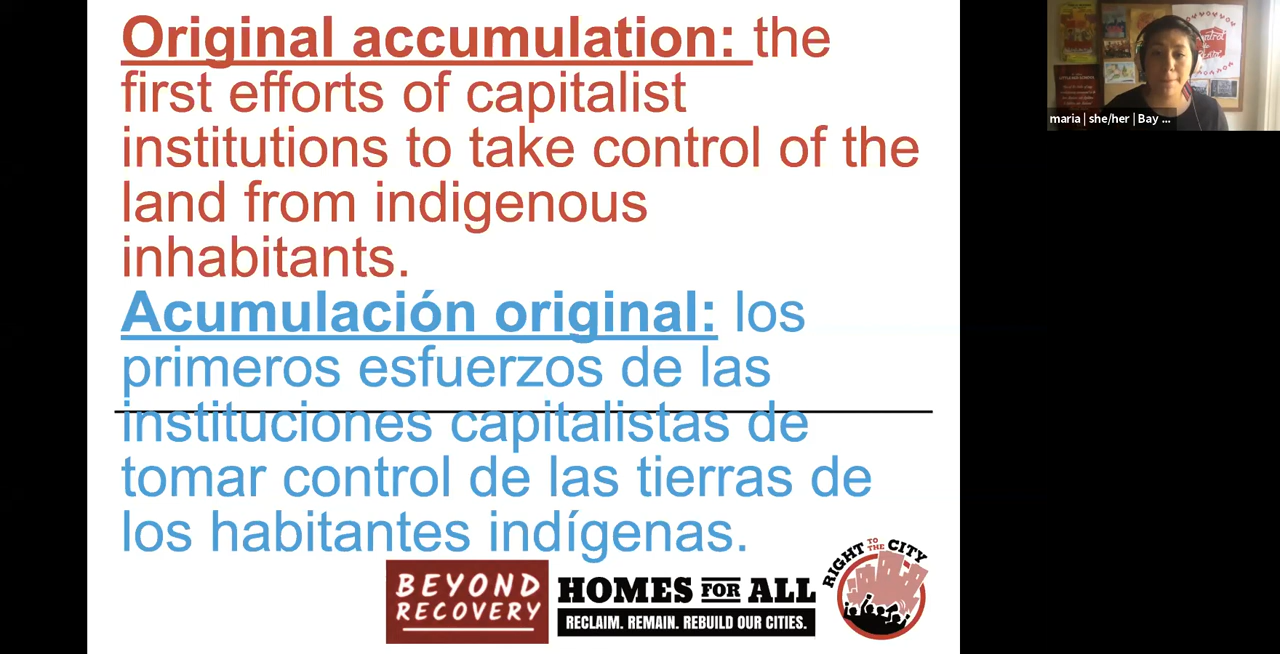 Original accumulation: the
first efforts of capitalist
institutions to take control of the
land from indigenous
inhabitants.
Acumulación original: los
primeros esfuerzos de las
instituciones capitalistas de
tomar control de las tierras de
los habitantes indígenas.
BEYOND
RECOVERY
HOMES FOR ALL
RECLAIM. REMAIN. REBUILD OUR CITIES.
RIGHT TO THE CITY
maria | she/her | Bay ...